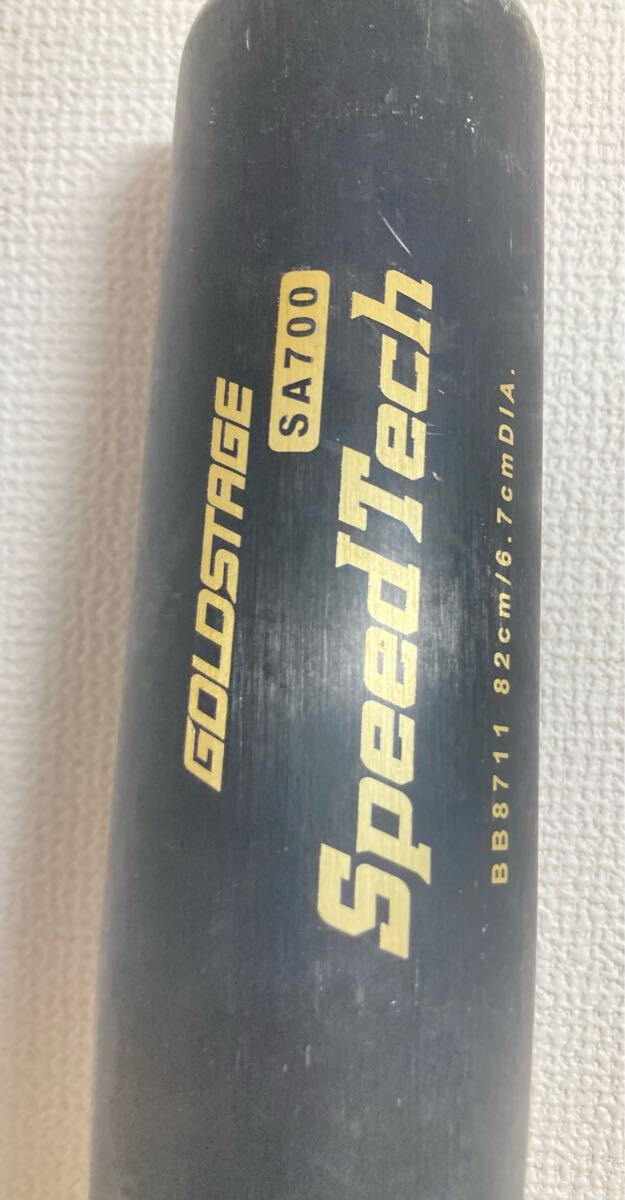 GOLDSTAGE
SA700
SpeedTech
BB8711 82cm/6.7cmDIA.